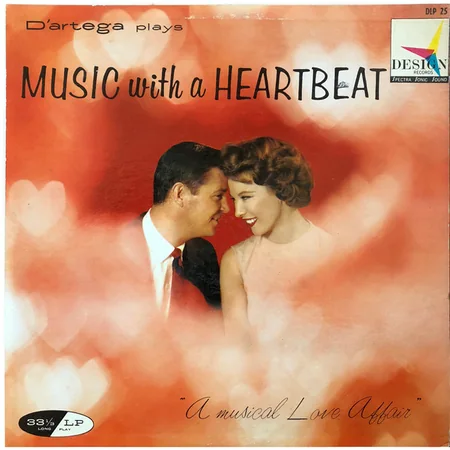 D'artega plays
DLP 25
MUSIC with a HEARTBEAT
DESIGN
RECORDS
SPECTRA SONIC SOUND
"A musical Love Affair"
33⅓ LP
LONG PLAY